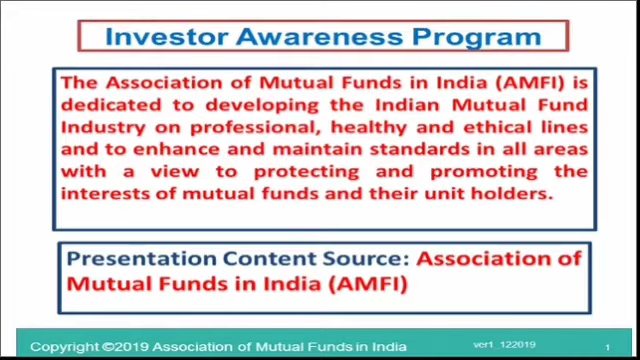 Investor Awareness Program
The Association of Mutual Funds in India (AMFI) is
dedicated to developing the Indian Mutual Fund
Industry on professional, healthy and ethical lines
and to enhance and maintain standards in all areas
with a view to protecting and promoting the
interests of mutual funds and their unit holders.
Presentation Content Source: Association of
Mutual Funds in India (AMFI)
Copyright ©2019 Association of Mutual Funds in India
ver1 122019
1